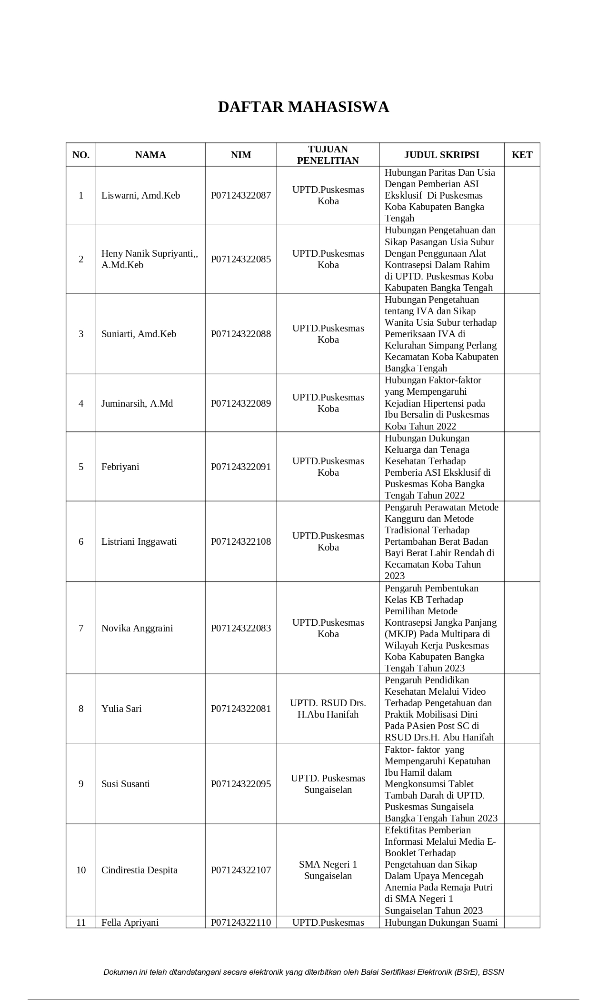 DAFTAR MAHASISWA
NO.
NAMA
NIM
TUJUAN
PENELITIAN
JUDUL SKRIPSI
KET
1
Liswarni, Amd.Keb
P07124322087
UPTD.Puskesmas
Koba
Hubungan Paritas Dan Usia
Dengan Pemberian ASI
Eksklusif  Di Puskesmas
Koba Kabupaten Bangka
Tengah
2
Heny Nanik Supriyanti,,
A.Md.Keb
P07124322085
UPTD.Puskesmas
Koba
Hubungan Pengetahuan dan
Sikap Pasangan Usia Subur
Dengan Penggunaan Alat
Kontrasepsi Dalam Rahim
di UPTD. Puskesmas Koba
Kabupaten Bangka Tengah
3
Suniarti, Amd.Keb
P07124322088
UPTD.Puskesmas
Koba
Hubungan Pengetahuan
tentang IVA dan Sikap
Wanita Usia Subur terhadap
Pemeriksaan IVA di
Kelurahan Simpang Perlang
Kecamatan Koba Kabupaten
Bangka Tengah
4
Juminarsih, A.Md
P07124322089
UPTD.Puskesmas
Koba
Hubungan Faktor-faktor
yang Mempengaruhi
Kejadian Hipertensi pada
Ibu Bersalin di Puskesmas
Koba Tahun 2022
5
Febriyani
P07124322091
UPTD.Puskesmas
Koba
Hubungan Dukungan
Keluarga dan Tenaga
Kesehatan Terhadap
Pemberia ASI Eksklusif di
Puskesmas Koba Bangka
Tengah Tahun 2022
6
Listriani Inggawati
P07124322108
UPTD.Puskesmas
Koba
Pengaruh Perawatan Metode
Kangguru dan Metode
Tradisional Terhadap
Pertambahan Berat Badan
Bayi Berat Lahir Rendah di
Kecamatan Koba Tahun
2023
7
Novika Anggraini
P07124322083
UPTD.Puskesmas
Koba
Pengaruh Pembentukan
Kelas KB Terhadap
Pemilihan Metode
Kontrasepsi Jangka Panjang
(MKJP) Pada Multipara di
Wilayah Kerja Puskesmas
Koba Kabupaten Bangka
Tengah Tahun 2023
8
Yulia Sari
P07124322081
UPTD. RSUD Drs.
H.Abu Hanifah
Pengaruh Pendidikan
Kesehatan Melalui Video
Terhadap Pengetahuan dan
Praktik Mobilisasi Dini
Pada PAsien Post SC di
RSUD Drs.H. Abu Hanifah
9
Susi Susanti
P07124322095
UPTD. Puskesmas
Sungaiselan
Faktor- faktor  yang
Mempengaruhi Kepatuhan
Ibu Hamil dalam
Mengkonsumsi Tablet
Tambah Darah di UPTD.
Puskesmas Sungaisela
Bangka Tengah Tahun 2023
10
Cindirestia Despita
P07124322107
SMA Negeri 1
Sungaiselan
Efektifitas Pemberian
Informasi Melalui Media E-
Booklet Terhadap
Pengetahuan dan Sikap
Dalam Upaya Mencegah
Anemia Pada Remaja Putri
di SMA Negeri 1
Sungaiselan Tahun 2023
11
Fella Apriyani
P07124322110
UPTD.Puskesmas
Hubungan Dukungan Suami
Dokumen ini telah ditandatangani secara elektronik yang diterbitkan oleh Balai Sertifikasi Elektronik (BSrE), BSSN